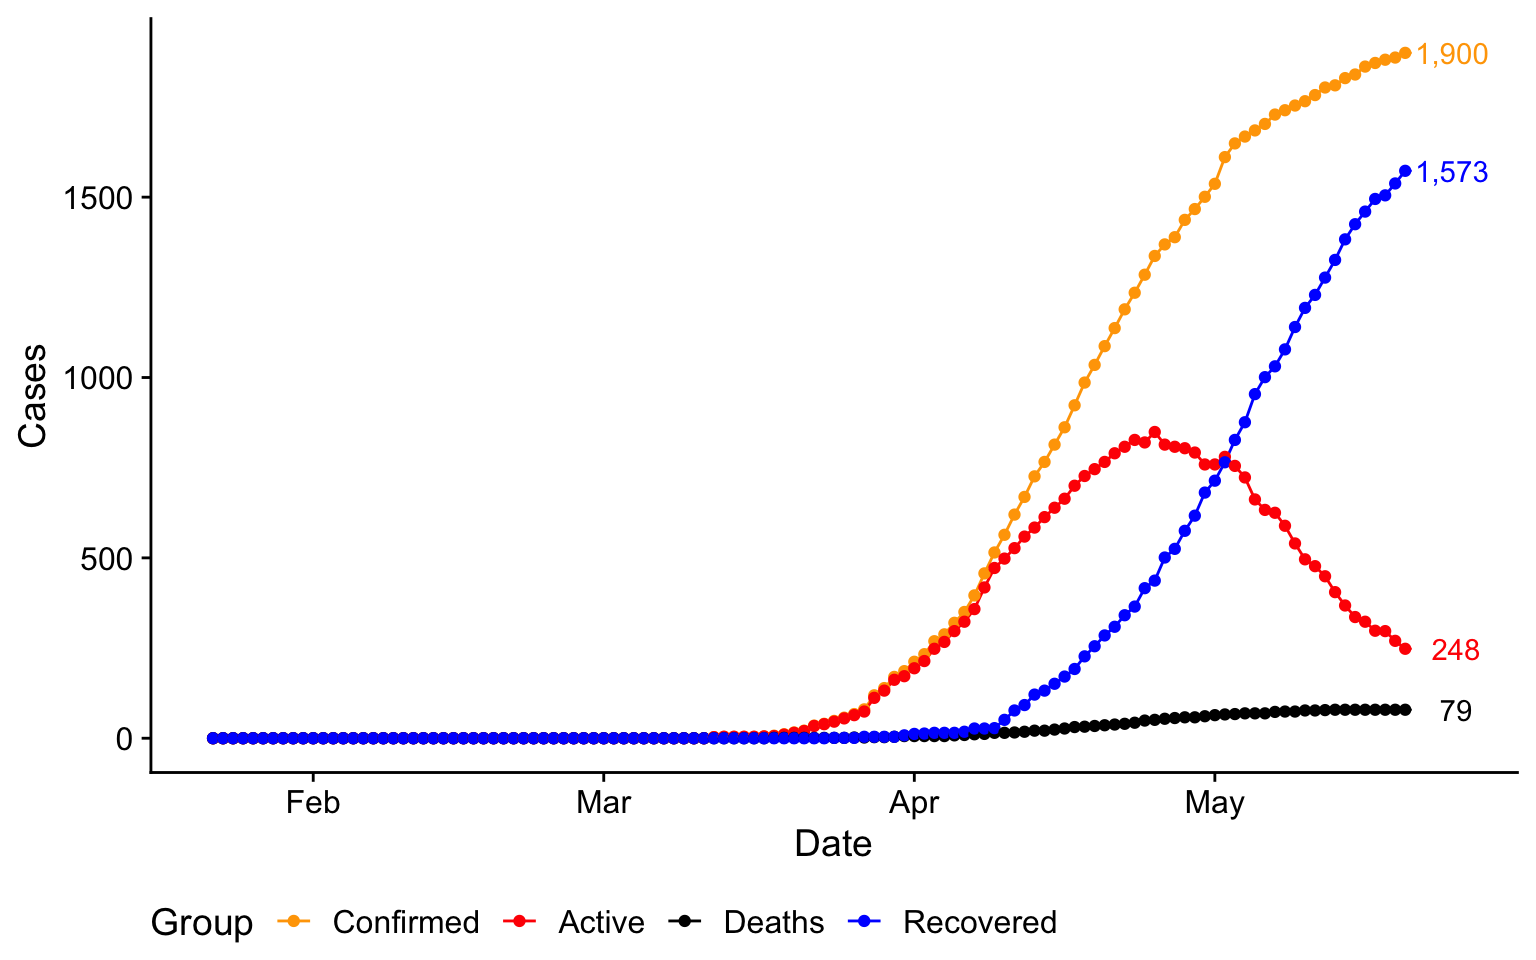 1,900
1,573
248
79
1500
1000
500
0
Cases
Feb Mar Apr May
Date
Group Confirmed Active Deaths Recovered